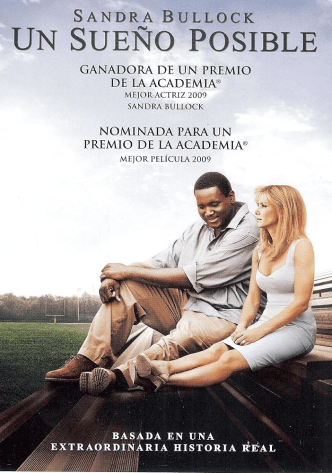 SANDRA BULLOCK
UN SUEÑO POSIBLE
GANADORA DE UN PREMIO
DE LA ACADEMIA®
MEJOR ACTRIZ 2009
SANDRA BULLOCK
NOMINADA PARA UN
PREMIO DE LA ACADEMIA®
MEJOR PELÍCULA 2009
BASADA EN UNA
EXTRAORDINARIA HISTORIA REAL